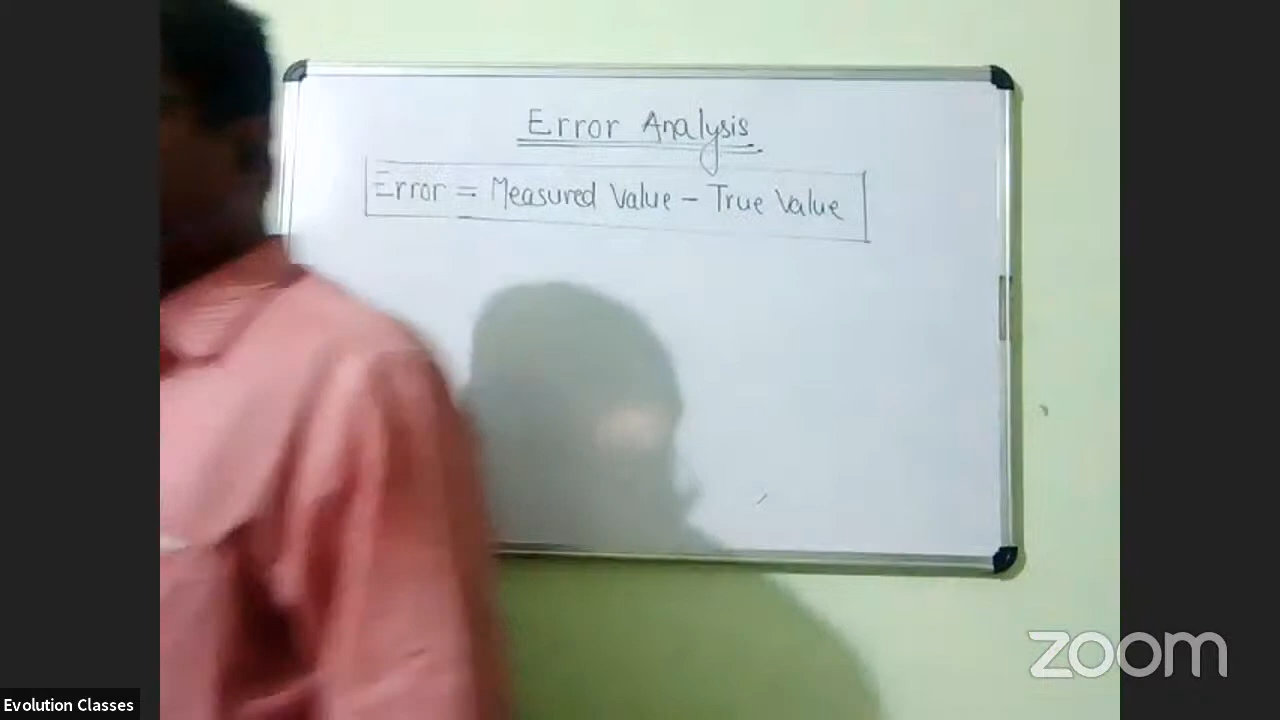 Error Analysis
Error = Measured Value - True Value
zoom
Evolution Classes